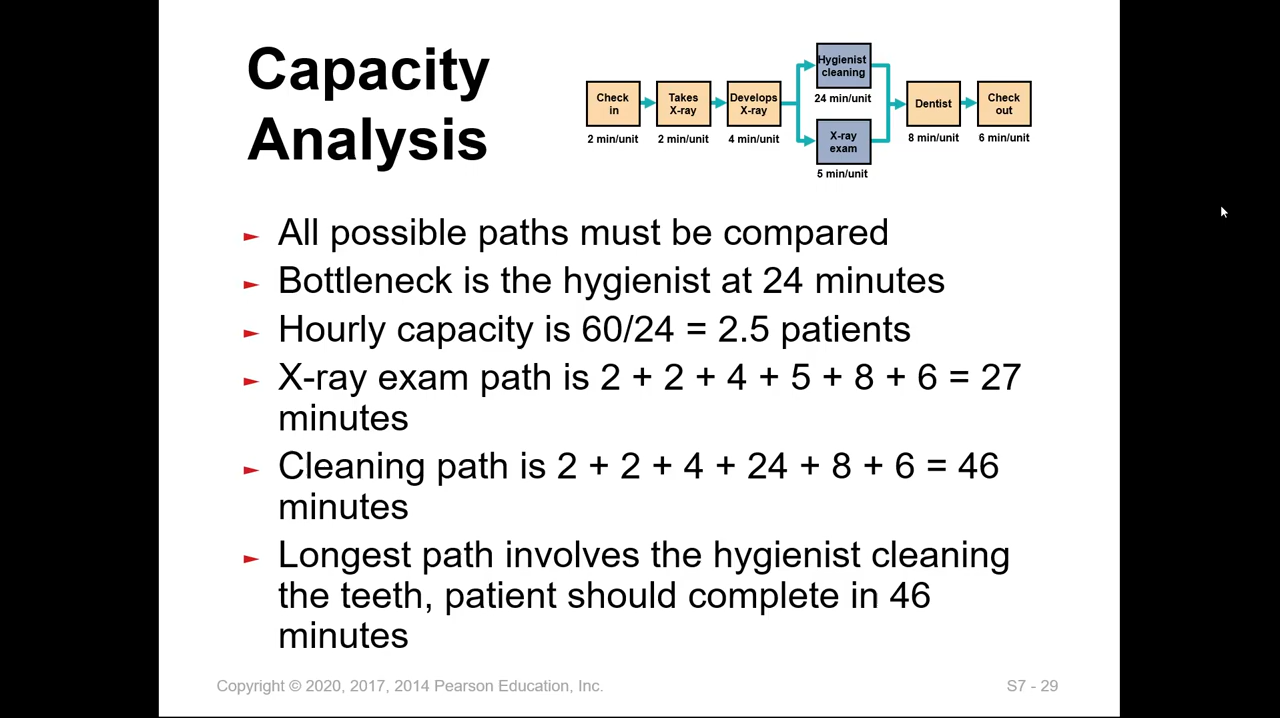 Capacity
Analysis
Check
in
2 min/unit
Takes
X-ray
2 min/unit
Develops
X-ray
4 min/unit
Hygienist
cleaning
24 min/unit
X-ray
exam
5 min/unit
Dentist
8 min/unit
Check
out
6 min/unit
► All possible paths must be compared
► Bottleneck is the hygienist at 24 minutes
► Hourly capacity is 60/24 = 2.5 patients
► X-ray exam path is 2 + 2 + 4 + 5 + 8 + 6 = 27
minutes
► Cleaning path is 2 + 2 + 4 + 24 + 8 + 6 = 46
minutes
► Longest path involves the hygienist cleaning
the teeth, patient should complete in 46
minutes
Copyright © 2020, 2017, 2014 Pearson Education, Inc.
S7 - 29